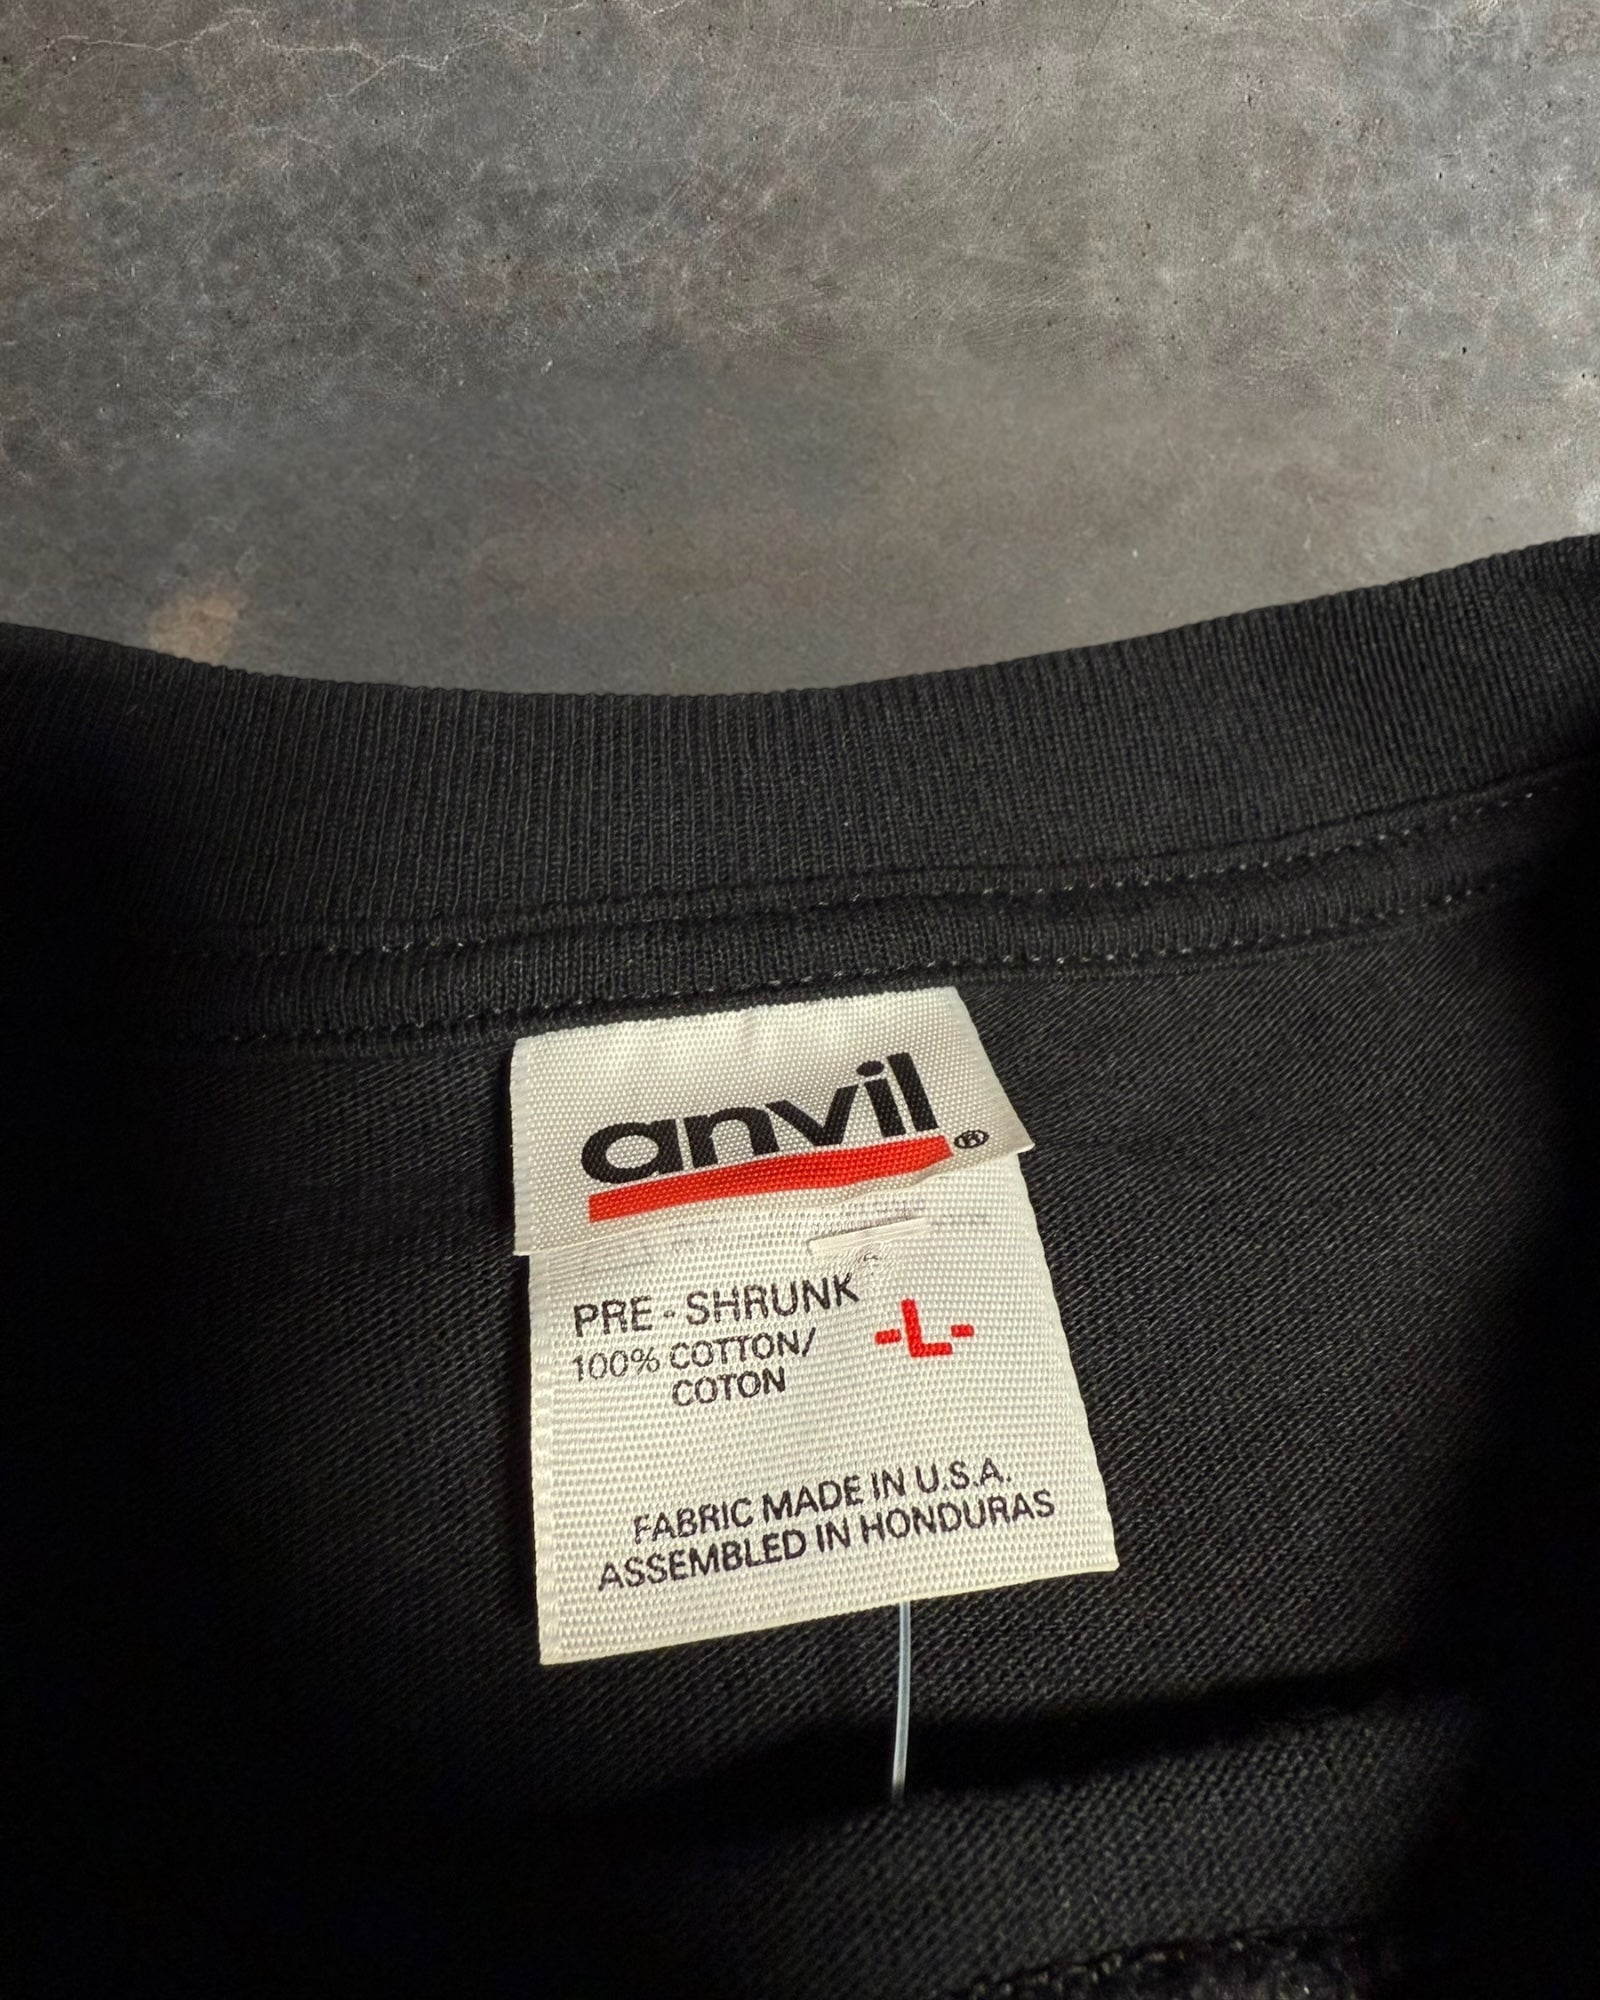 anvil®
PRE - SHRUNK
-L-
100% COTTON/
COTON
FABRIC MADE IN U.S.A.
ASSEMBLED IN HONDURAS